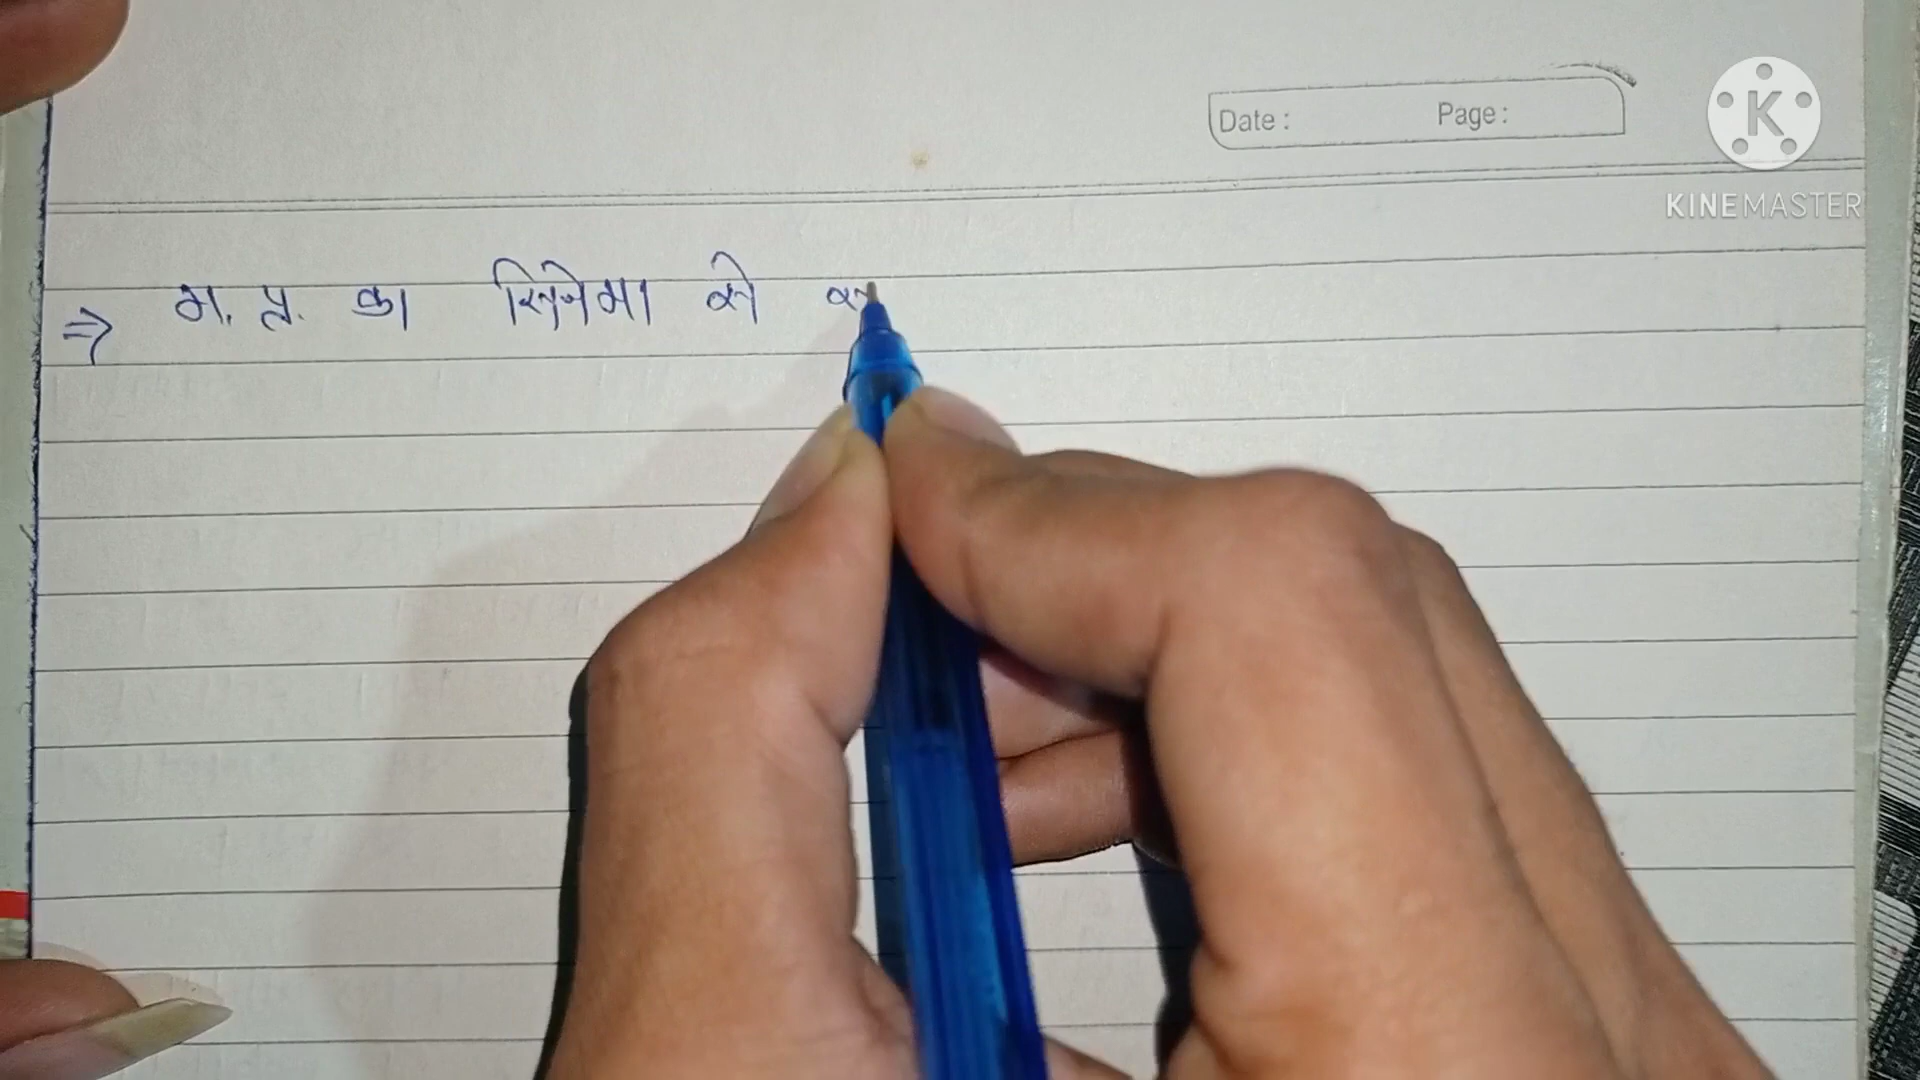 Date : Page :
K
KINEMASTER
⇒ म. प्र. का सिनेमा से स